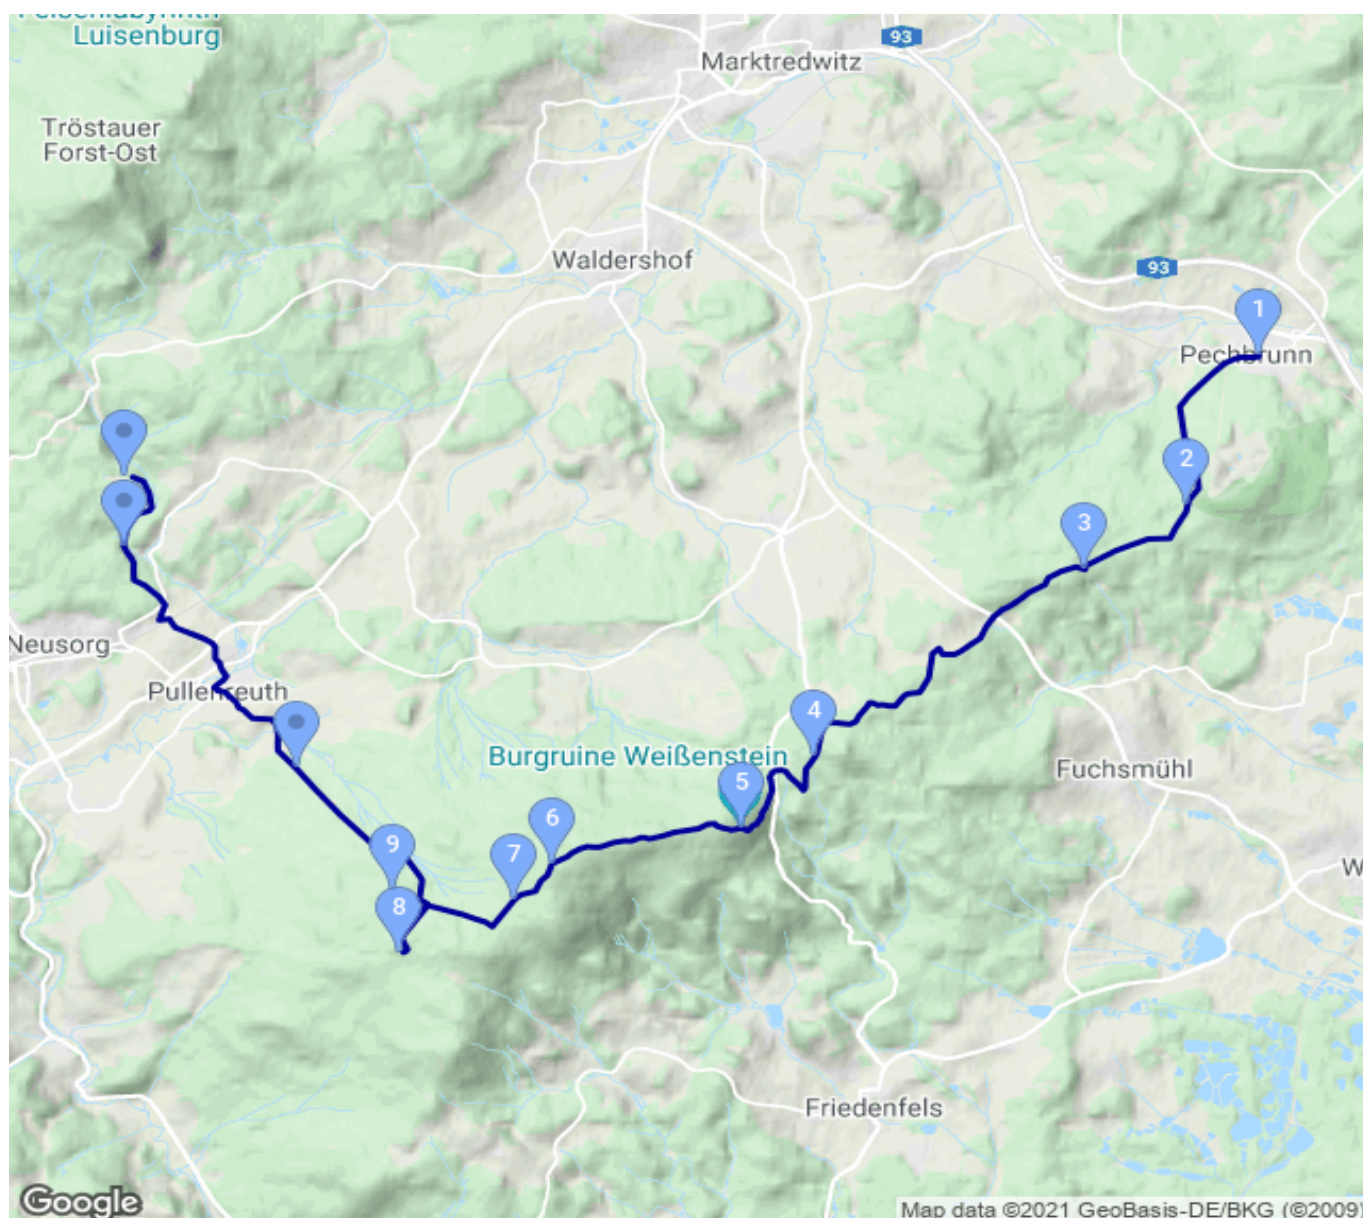 Felsenlabyrinth
Luisenburg
93
Marktredwitz
Tröstauer
Forst-Ost
Waldershof
93
1
Pechbrunn
2
3
Neusorg
Pullenreuth
4
Burgruine Weißenstein
Fuchsmühl
5
6
7
9
8
W
Friedenfels
Google
Map data ©2021 GeoBasis-DE/BKG (©2009)